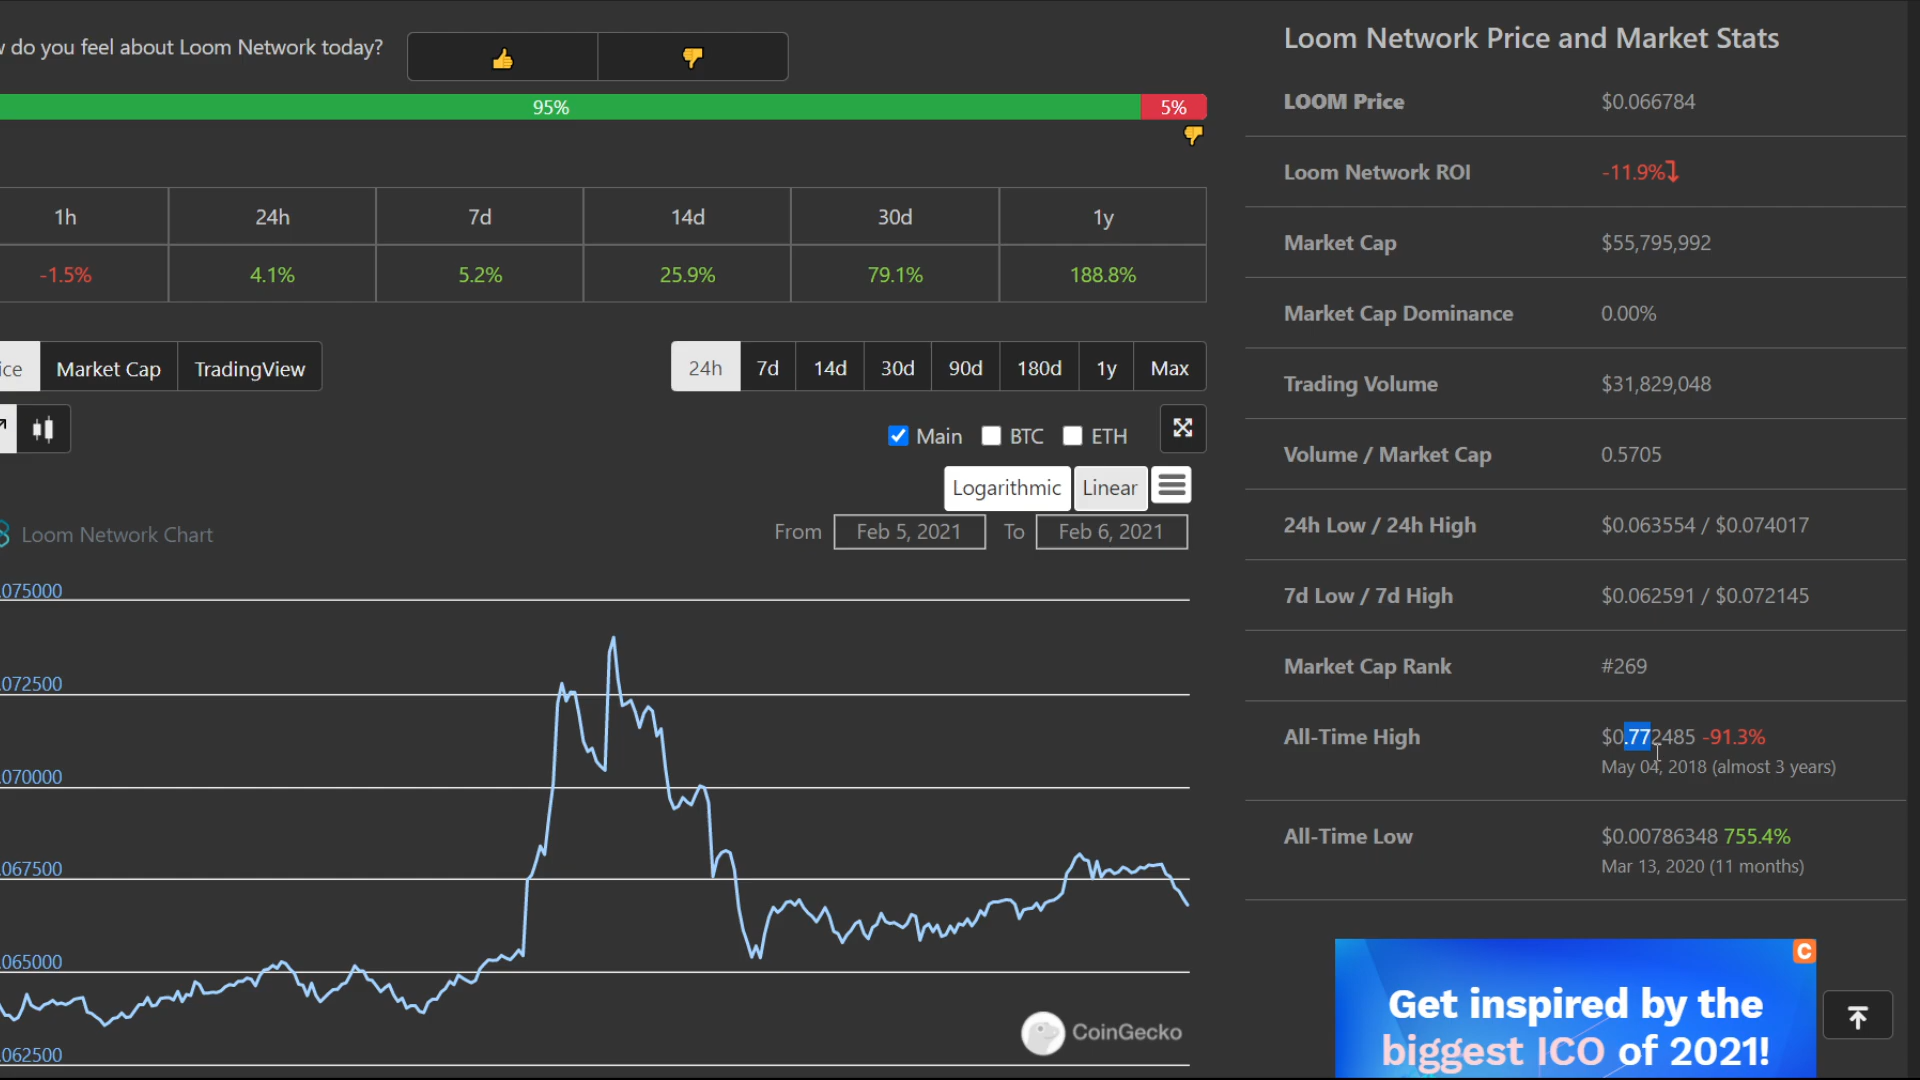 do you feel about Loom Network today?
95%
5%
1h 24h 7d 14d 30d 1y
-1.5% 4.1% 5.2% 25.9% 79.1% 188.8%
ice Market Cap TradingView
24h 7d 14d 30d 90d 180d 1y Max
Main BTC ETH
Logarithmic Linear
Loom Network Chart
From Feb 5, 2021 To Feb 6, 2021
.075000
.072500
.070000
.067500
.065000
.062500
CoinGecko
Loom Network Price and Market Stats
LOOM Price $0.066784
Loom Network ROI -11.9%
Market Cap $55,795,992
Market Cap Dominance 0.00%
Trading Volume $31,829,048
Volume / Market Cap 0.5705
24h Low / 24h High $0.063554 / $0.074017
7d Low / 7d High $0.062591 / $0.072145
Market Cap Rank #269
All-Time High $0.772485 -91.3%
May 04, 2018 (almost 3 years)
All-Time Low $0.00786348 755.4%
Mar 13, 2020 (11 months)
C
Get inspired by the
biggest ICO of 2021!